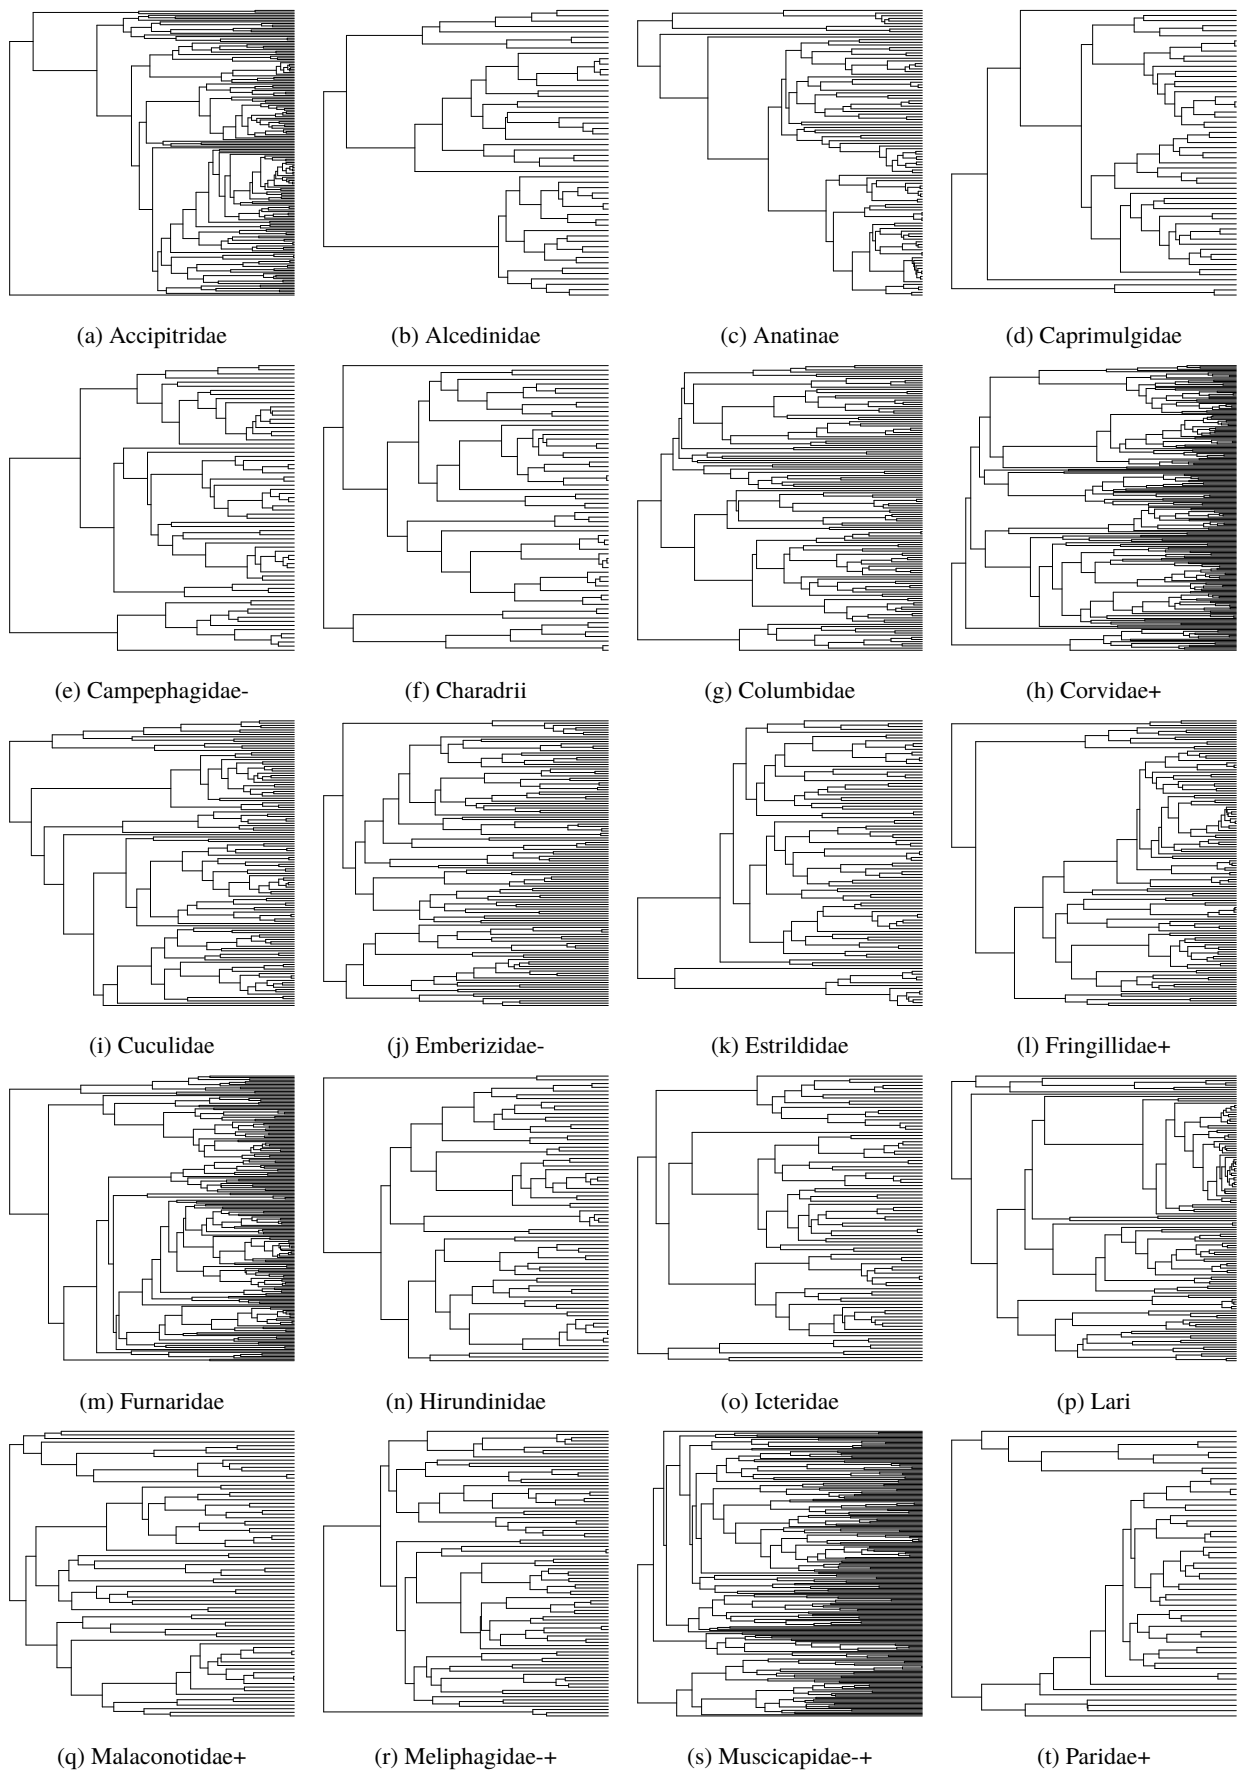 (a) Accipitridae (b) Alcedinidae (c) Anatinae (d) Caprimulgidae
(e) Campephagidae- (f) Charadrii (g) Columbidae (h) Corvidae+
(i) Cuculidae (j) Emberizidae- (k) Estrildidae (l) Fringillidae+
(m) Furnaridae (n) Hirundinidae (o) Icteridae (p) Lari
(q) Malaconotidae+ (r) Meliphagidae-+ (s) Muscicapidae-+ (t) Paridae+